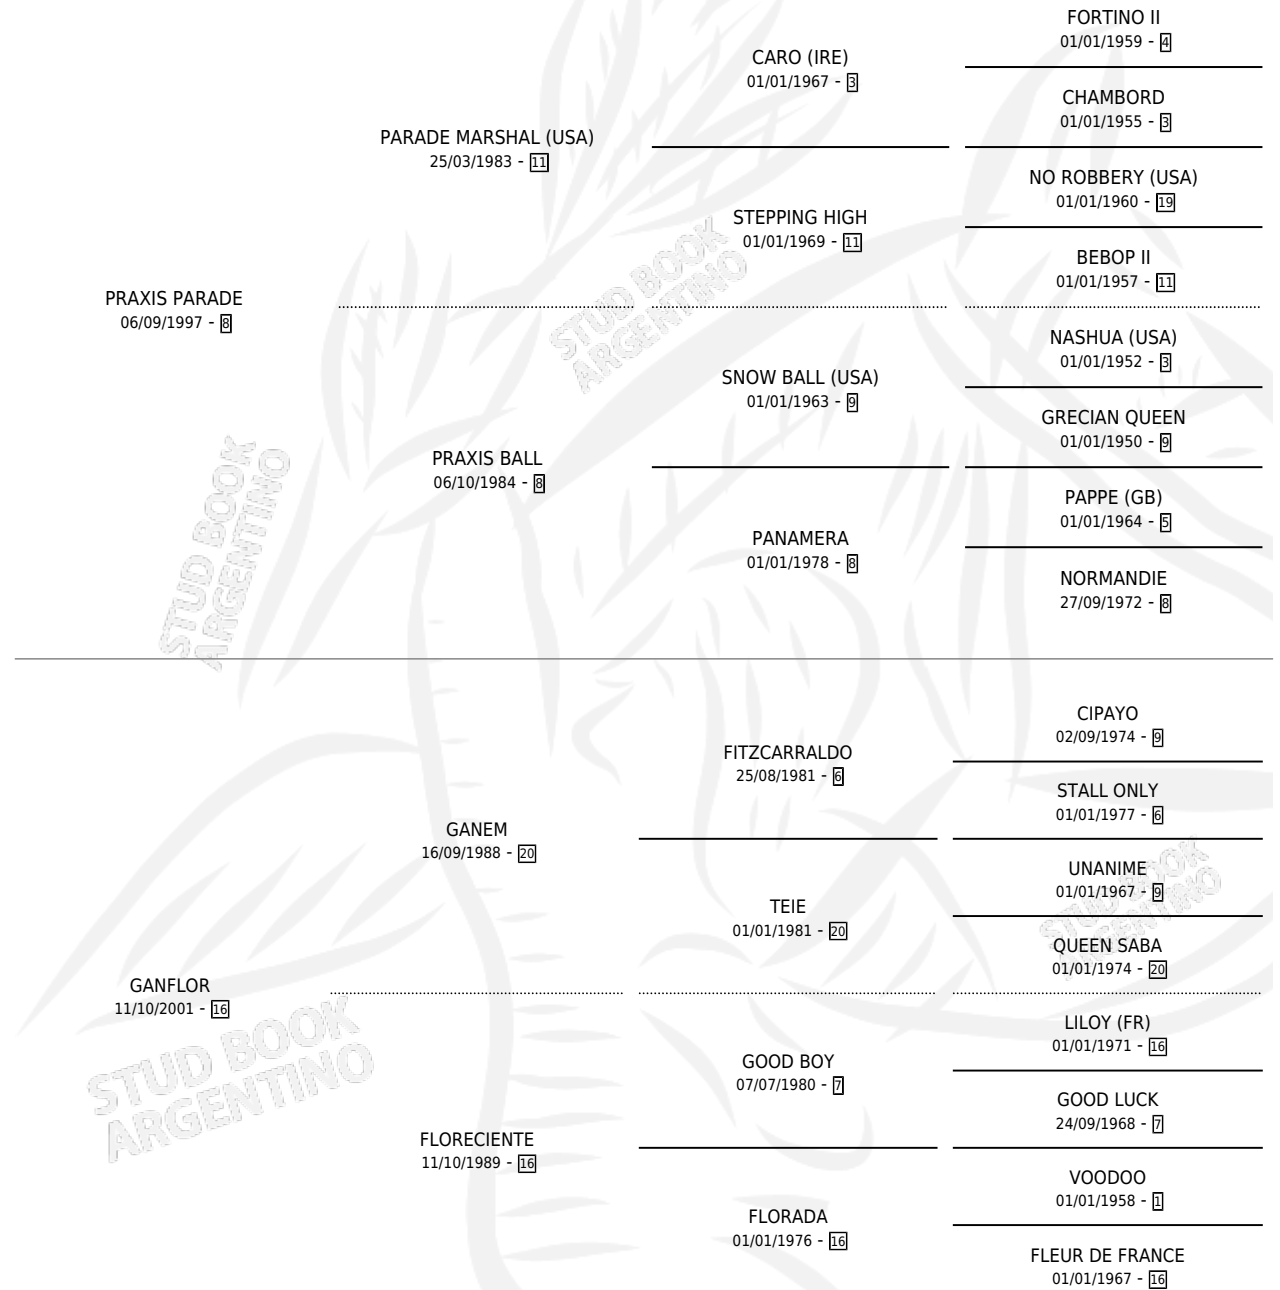 FORTINO II
01/01/1959 - 4
CARO (IRE)
01/01/1967 - 3
CHAMBORD
01/01/1955 - 3
PARADE MARSHAL (USA)
25/03/1983 - 11
NO ROBBERY (USA)
01/01/1960 - 19
STEPPING HIGH
01/01/1969 - 11
BEBOP II
01/01/1957 - 11
PRAXIS PARADE
06/09/1997 - 8
NASHUA (USA)
01/01/1952 - 3
SNOW BALL (USA)
01/01/1963 - 9
GRECIAN QUEEN
01/01/1950 - 9
PRAXIS BALL
06/10/1984 - 8
PAPPE (GB)
01/01/1964 - 5
PANAMERA
01/01/1978 - 8
NORMANDIE
27/09/1972 - 8
CIPAYO
02/09/1974 - 9
FITZCARRALDO
25/08/1981 - 6
STALL ONLY
01/01/1977 - 6
GANEM
16/09/1988 - 20
UNANIME
01/01/1967 - 9
TEIE
01/01/1981 - 20
QUEEN SABA
01/01/1974 - 20
GANFLOR
11/10/2001 - 16
LILOY (FR)
01/01/1971 - 16
GOOD BOY
07/07/1980 - 7
GOOD LUCK
24/09/1968 - 7
FLORECIENTE
11/10/1989 - 16
VOODOO
01/01/1958 - 1
FLORADA
01/01/1976 - 16
FLEUR DE FRANCE
01/01/1967 - 16
STUD BOOK
ARGENTINO
STUD BOOK
ARGENTINO
STUD BOOK
ARGENTINO
STUD BOOK
ARGENTINO